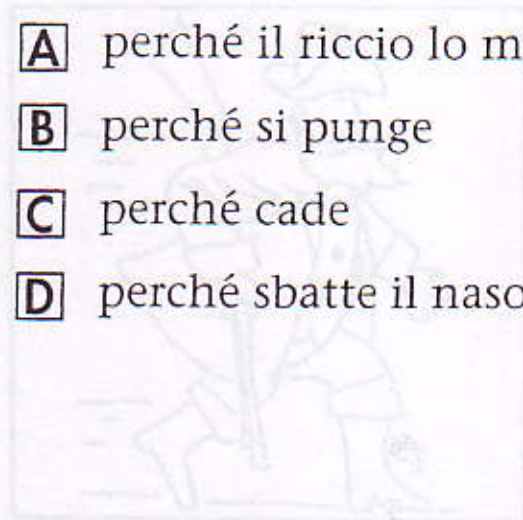 A perché il riccio lo m
B perché si punge
C perché cade
D perché sbatte il naso